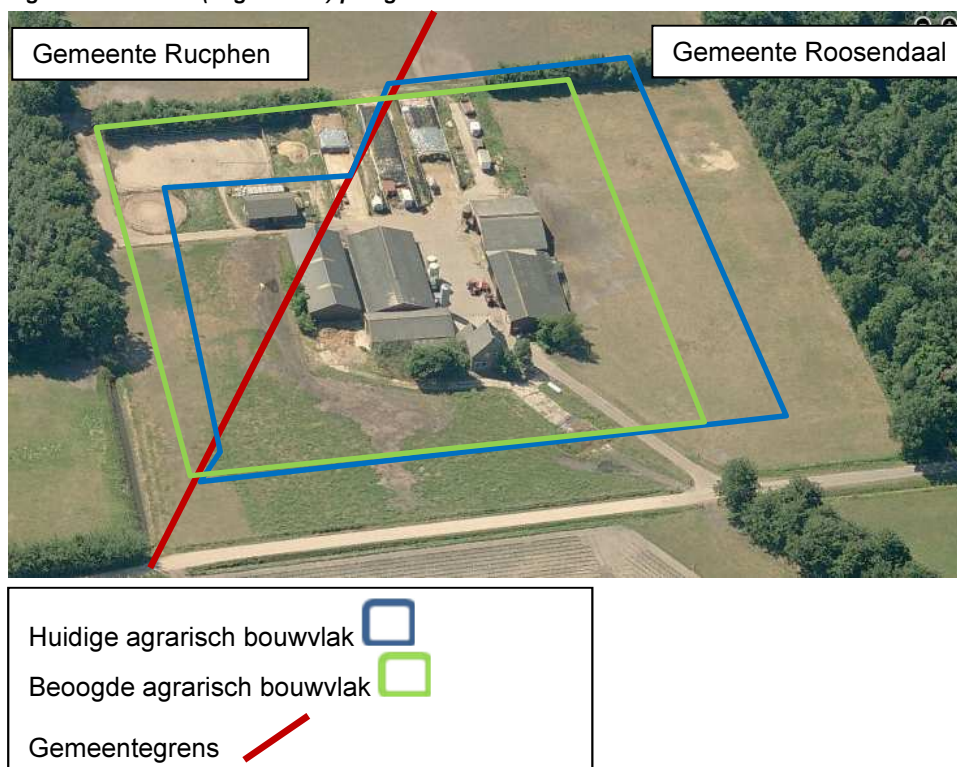 Gemeente Rucphen
Gemeente Roosendaal
Huidige agrarisch bouwvlak
Beoogde agrarisch bouwvlak
Gemeentegrens